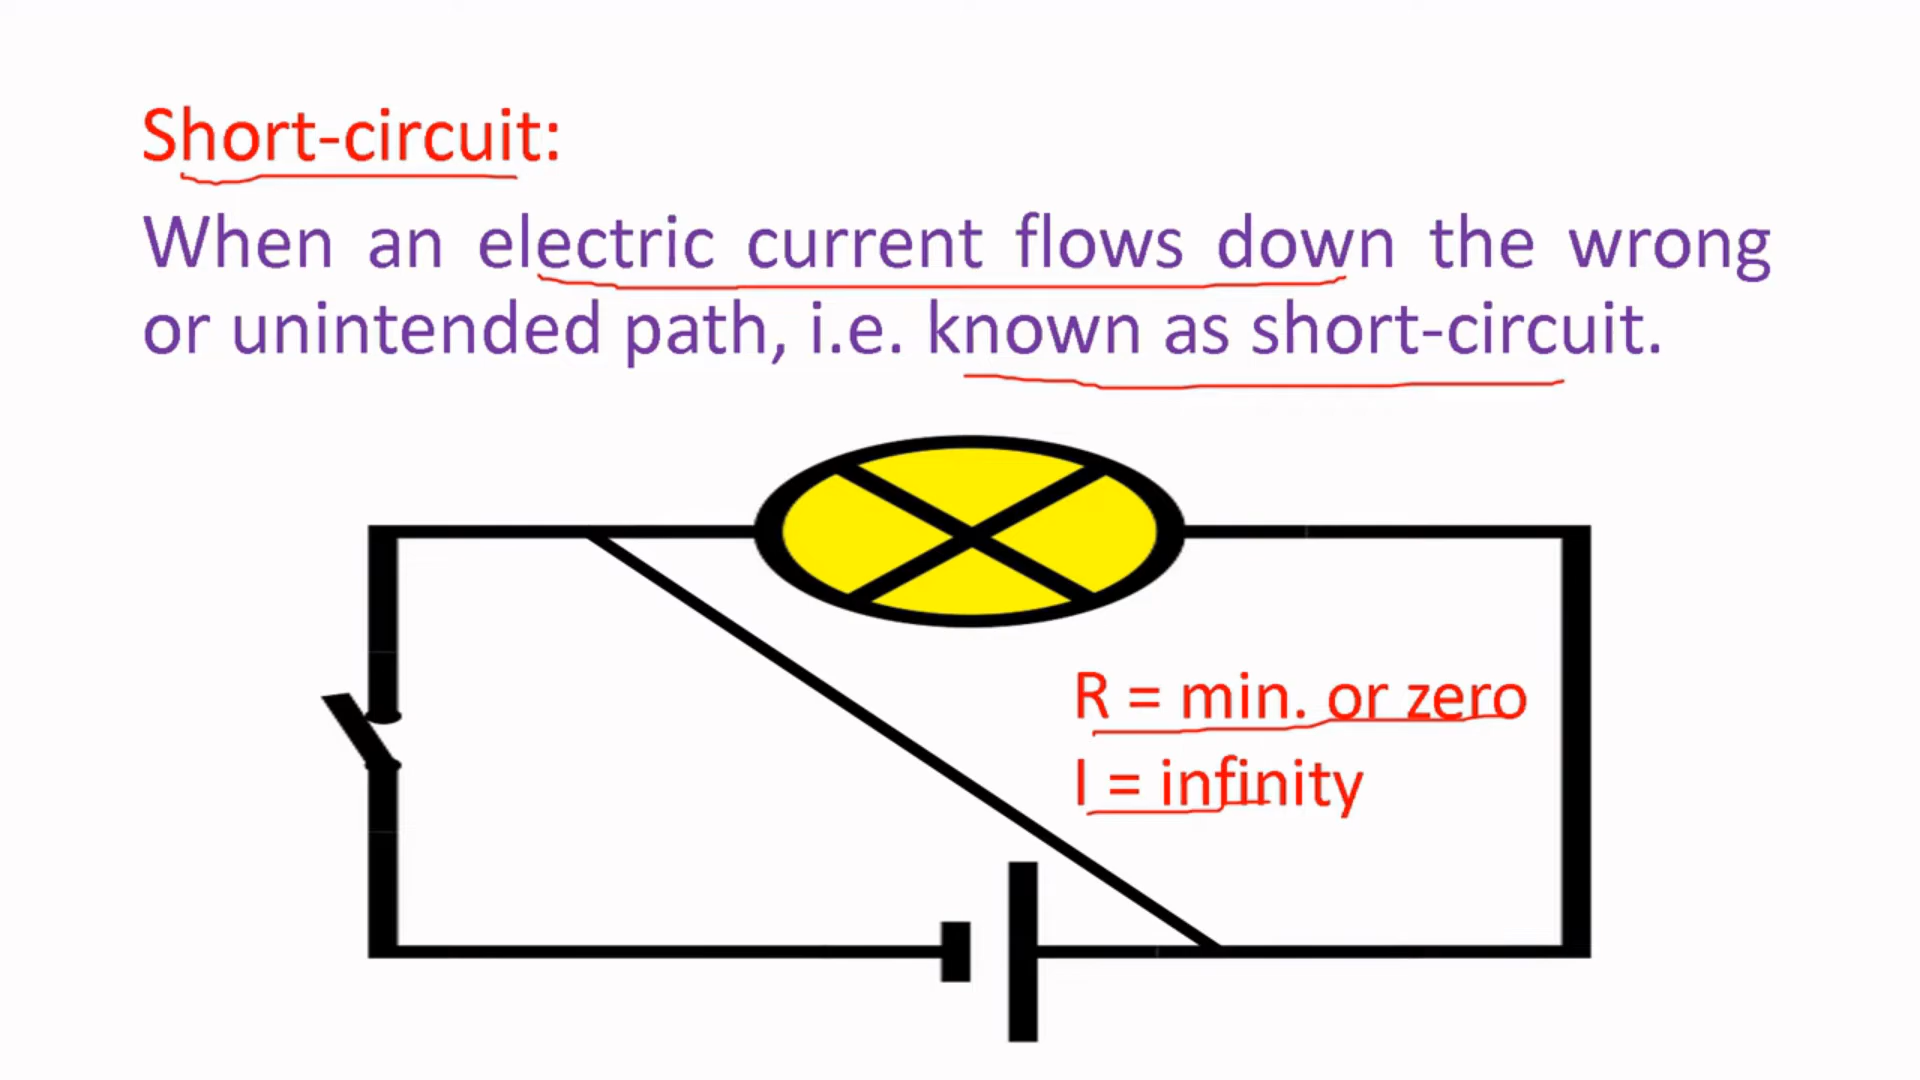 Short-circuit:
When an electric current flows down the wrong
or unintended path, i.e. known as short-circuit.
R = min. or zero
I = infinity